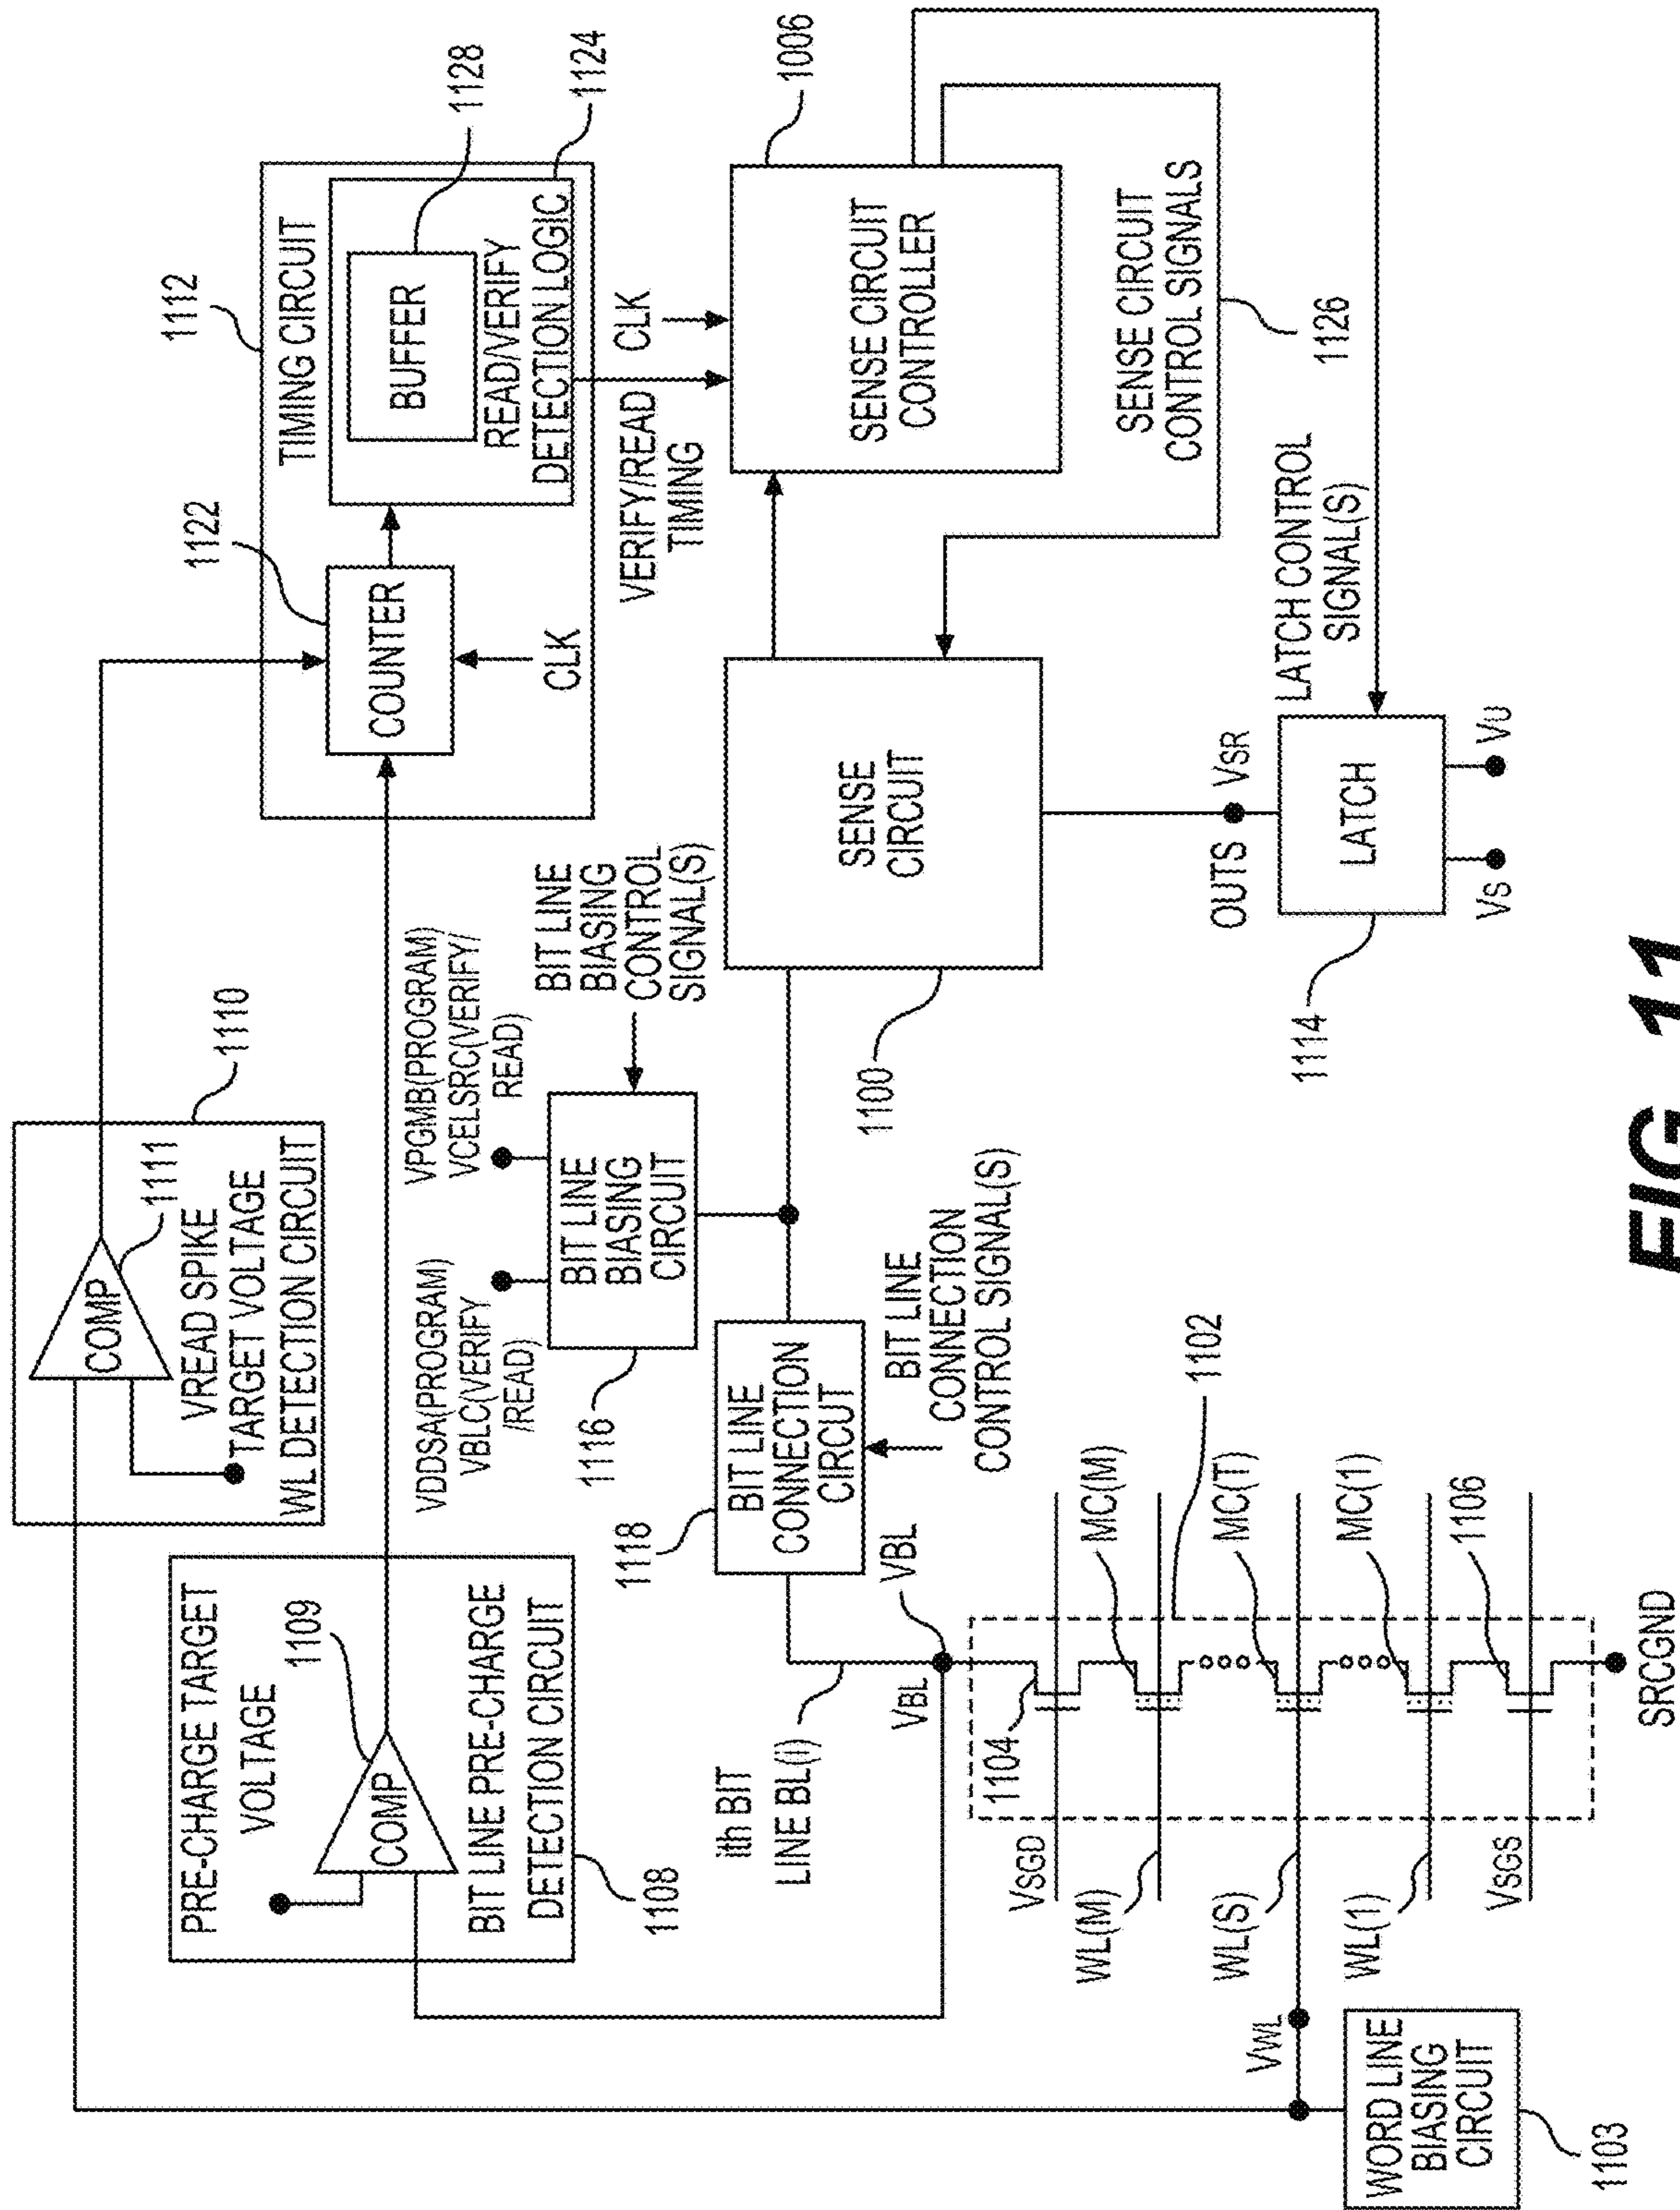 1112
TIMING CIRCUIT
1128
BUFFER
READ/VERIFY
DETECTION LOGIC
1124
1122
COUNTER
CLK
VERIFY/READ
TIMING
CLK
1006
SENSE CIRCUIT
CONTROLLER
SENSE CIRCUIT
CONTROL SIGNALS
1126
LATCH CONTROL
SIGNAL(S)
1110
COMP
1111
VREAD SPIKE
TARGET VOLTAGE
WL DETECTION CIRCUIT
PRE-CHARGE TARGET
VOLTAGE
1109
COMP
BIT LINE PRE-CHARGE
DETECTION CIRCUIT
1108
VPGMB(PROGRAM)
VCELSRC(VERIFY/
READ)
VDDSA(PROGRAM)
VBLC(VERIFY
/READ)
BIT LINE
BIASING
CONTROL
SIGNAL(S)
BIT LINE
BIASING
CIRCUIT
1116
SENSE
CIRCUIT
1100
OUTS
VSR
LATCH
1114
VS
VU
1118
BIT LINE
CONNECTION
CIRCUT
BIT LINE
CONNECTION
CONTROL SIGNAL(S)
ith BIT
LINE BL(i)
VBL
VBL
1102
1104
VSGD
MC(M)
WL(M)
MC(T)
WL(S)
MC(1)
WL(1)
1106
VSGS
SRCGND
VWL
WORD LINE
BIASING
CIRCUIT
1103
FIG. 11